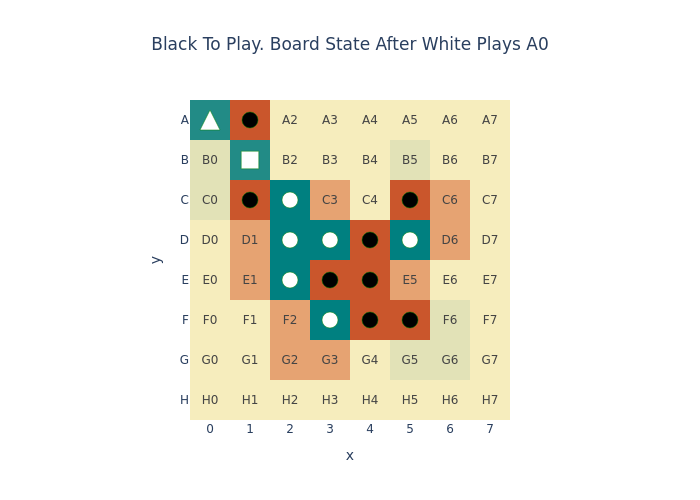 Black To Play. Board State After White Plays A0
A A2 A3 A4 A5 A6 A7
B B0 B2 B3 B4 B5 B6 B7
C C0 C3 C4 C6 C7
D D0 D1 D6 D7
E E0 E1 E5 E6 E7
F F0 F1 F2 F6 F7
G G0 G1 G2 G3 G4 G5 G6 G7
H H0 H1 H2 H3 H4 H5 H6 H7
0 1 2 3 4 5 6 7
x
y